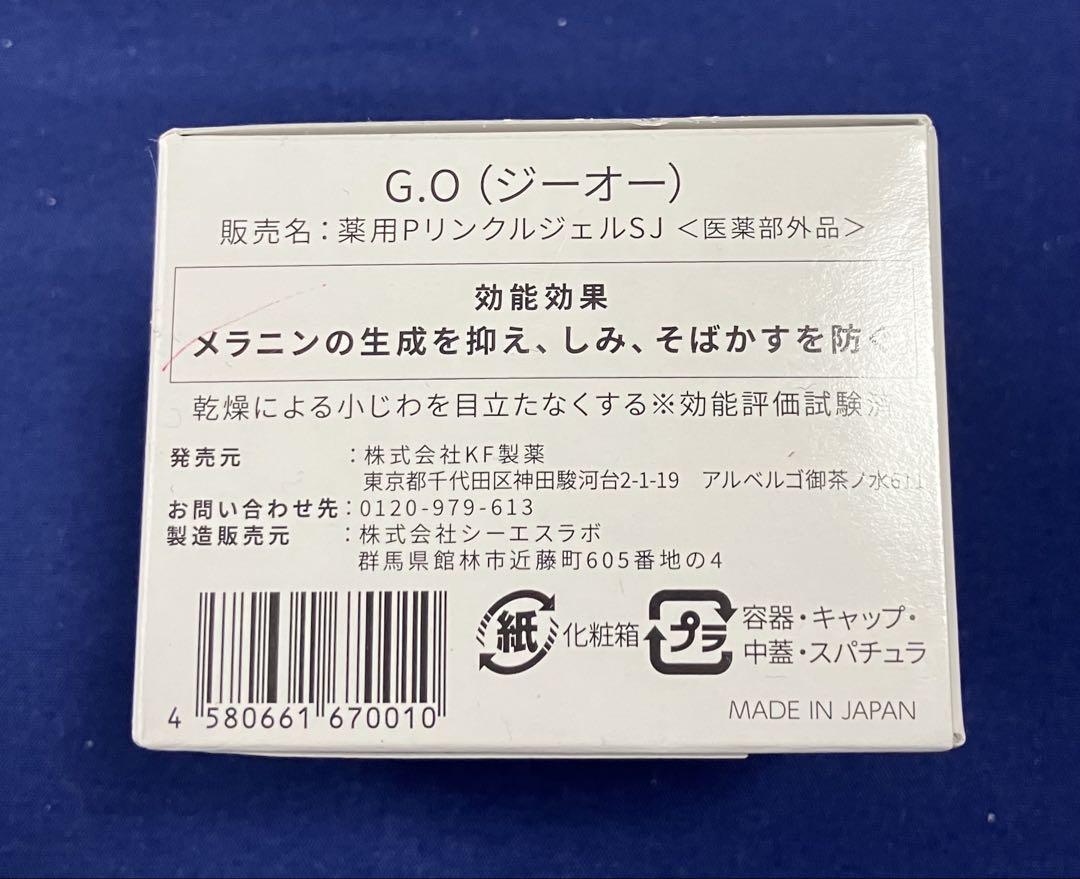 G.O（ジーオー）
販売名：薬用PリンクルジェルSJ＜医薬部外品＞
効能効果
メラニンの生成を抑え、しみ、そばかすを防ぐ
乾燥による小じわを目立たなくする※効能評価試験済
発売元　：株式会社KF製薬
東京都千代田区神田駿河台2-1-19　アルベルゴ御茶ノ水611
お問い合わせ先：0120-979-613
製造販売元　：株式会社シーエスラボ
群馬県館林市近藤町605番地の4
紙 化粧箱 プラ 容器・キャップ・
中蓋・スパチュラ
4 580661 670010
MADE IN JAPAN